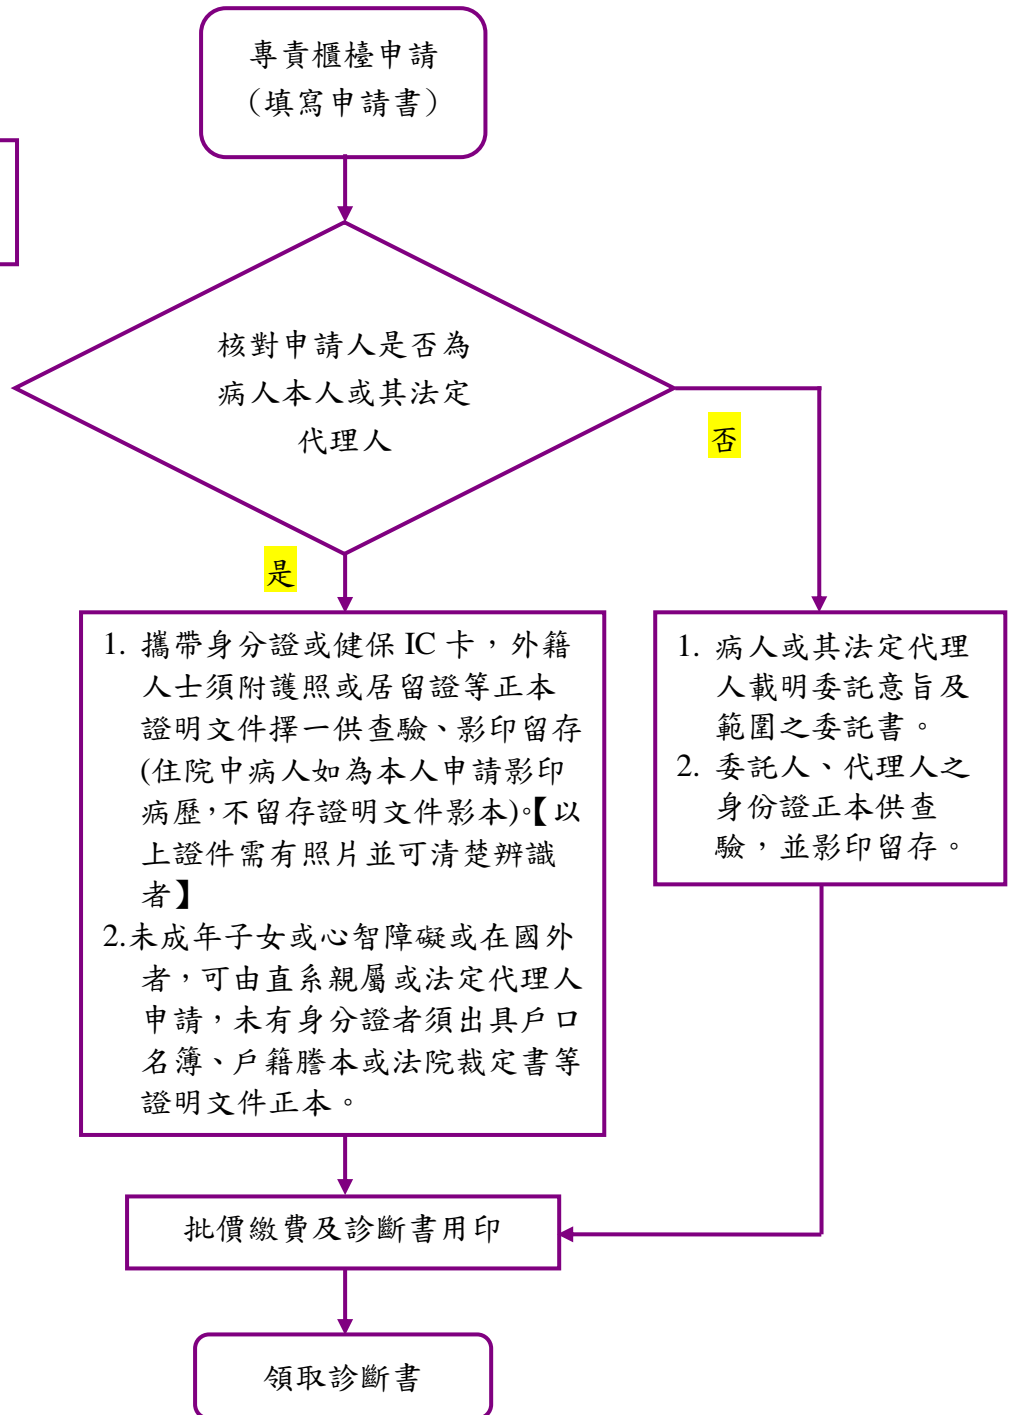 專責櫃檯申請
（填寫申請書）
核對申請人是否為
病人本人或其法定
代理人
否
是
1. 攜帶身分證或健保 IC 卡，外籍
人士須附護照或居留證等正本
證明文件擇一供查驗、影印留存
(住院中病人如為本人申請影印
病歷，不留存證明文件影本)。【以
上證件需有照片並可清楚辨識
者】
2.未成年子女或心智障礙或在國外
者，可由直系親屬或法定代理人
申請，未有身分證者須出具戶口
名簿、戶籍謄本或法院裁定書等
證明文件正本。
1. 病人或其法定代理
人載明委託意旨及
範圍之委託書。
2. 委託人、代理人之
身份證正本供查
驗，並影印留存。
批價繳費及診斷書用印
領取診斷書